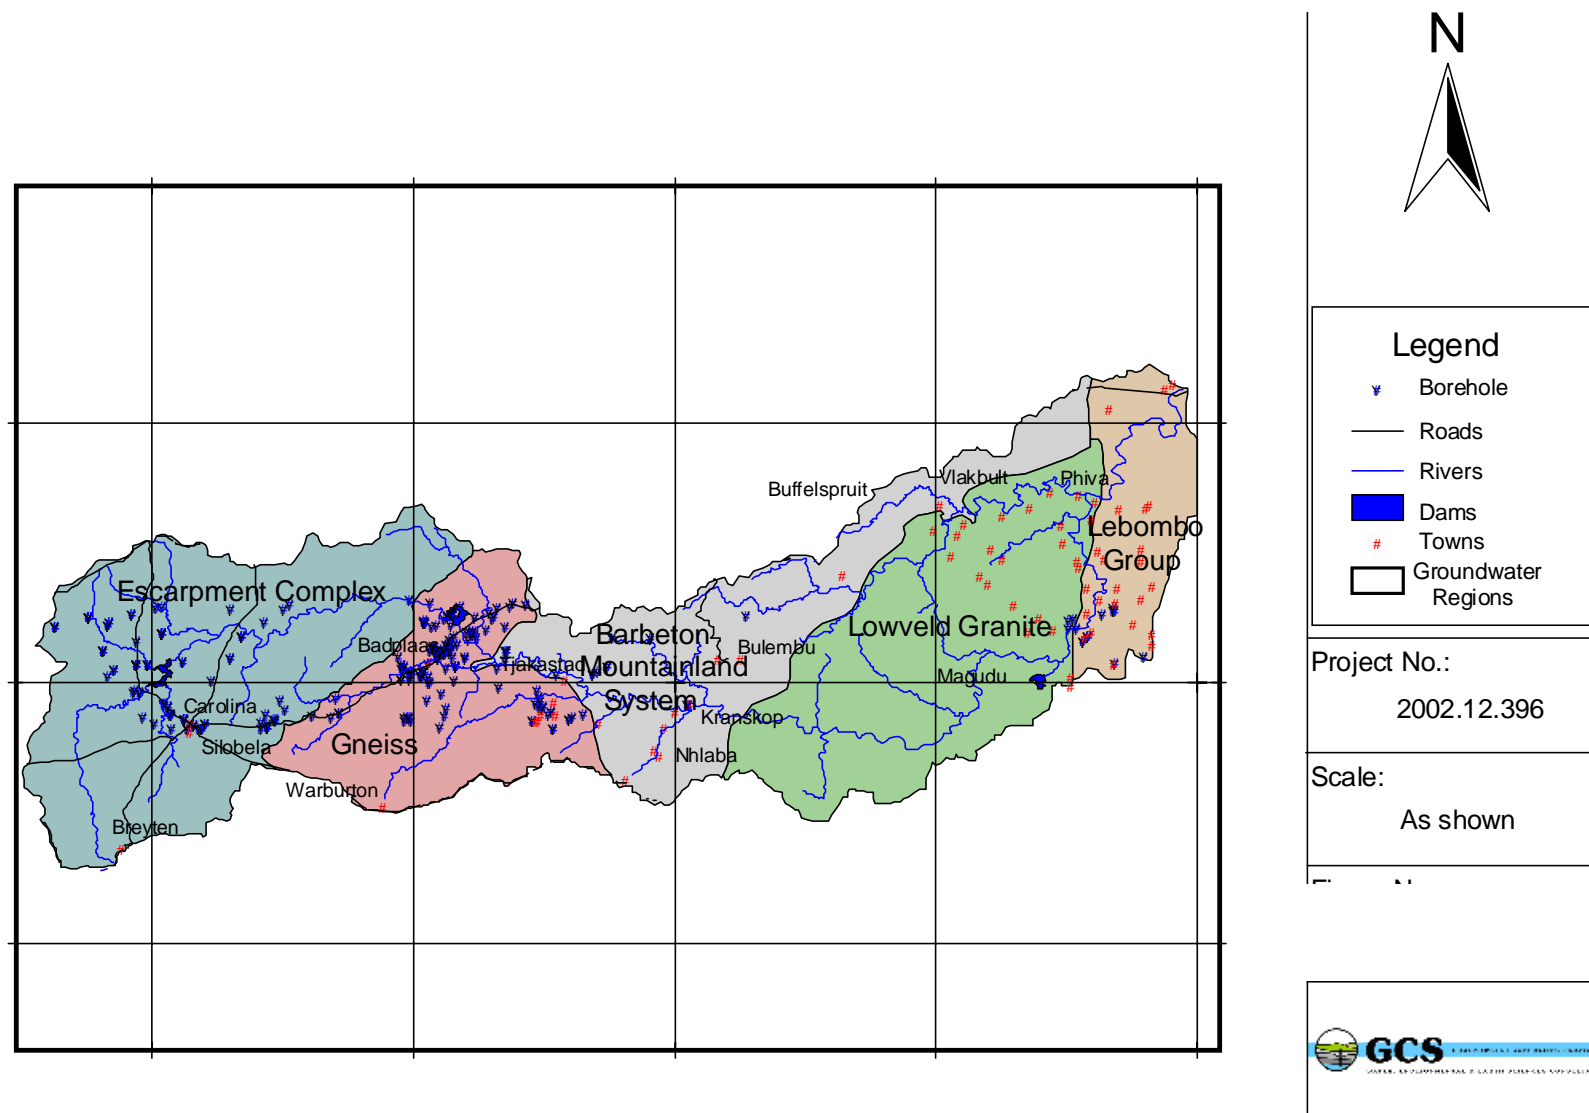 N
Legend
Borehole
Roads
Rivers
Dams
Towns
Groundwater
Regions
Project No.:
2002.12.396
Scale:
As shown
GCS
Buffelspruit
Vlakbult
Phiva
Lebombo
Group
Escarpment Complex
Badplaas
Tjakastad
Barbeton
Mountainland
System
Bulembu
Lowveld Granite
Magudu
Carolina
Silobela
Gneiss
Kranskop
Nhlaba
Warburton
Breyten